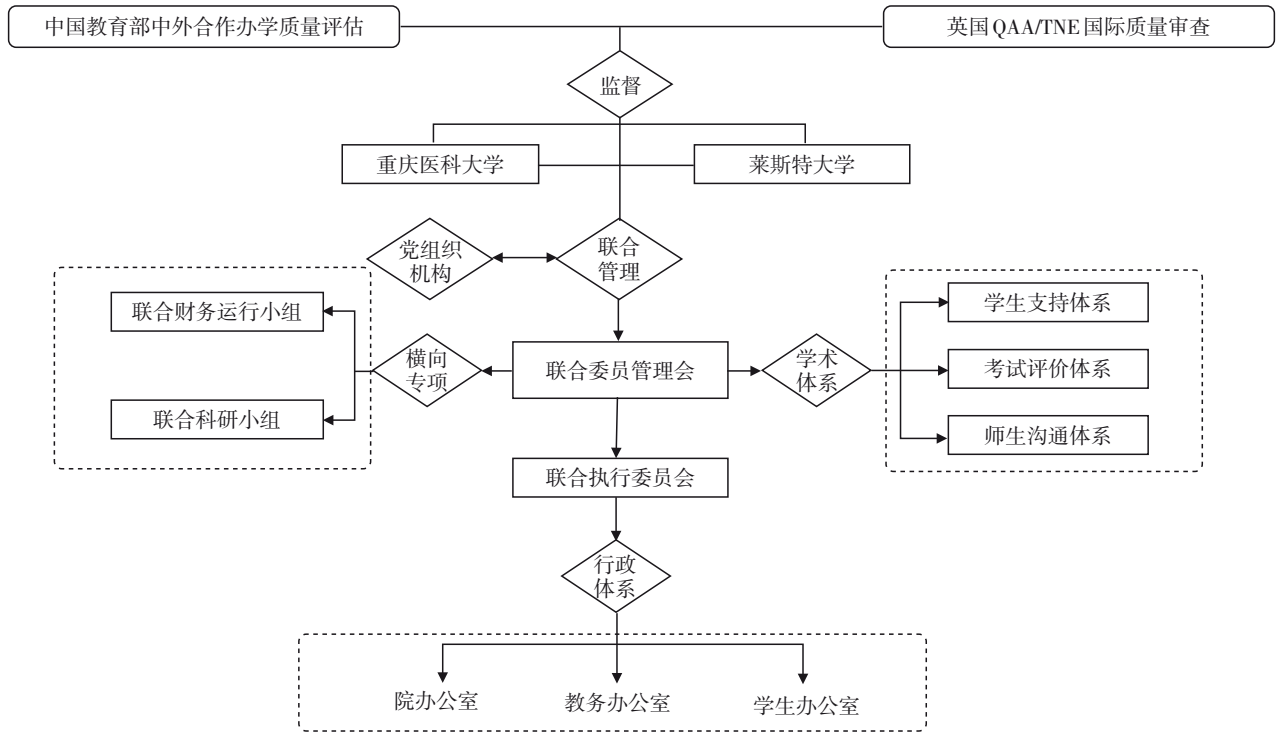 中国教育部中外合作办学质量评估
英国QAA/TNE国际质量审查
监督
重庆医科大学
莱斯特大学
党组织
机构
联合
管理
联合财务运行小组
联合科研小组
横向
专项
联合委员管理会
学术
体系
学生支持体系
考试评价体系
师生沟通体系
联合执行委员会
行政
体系
院办公室
教务办公室
学生办公室